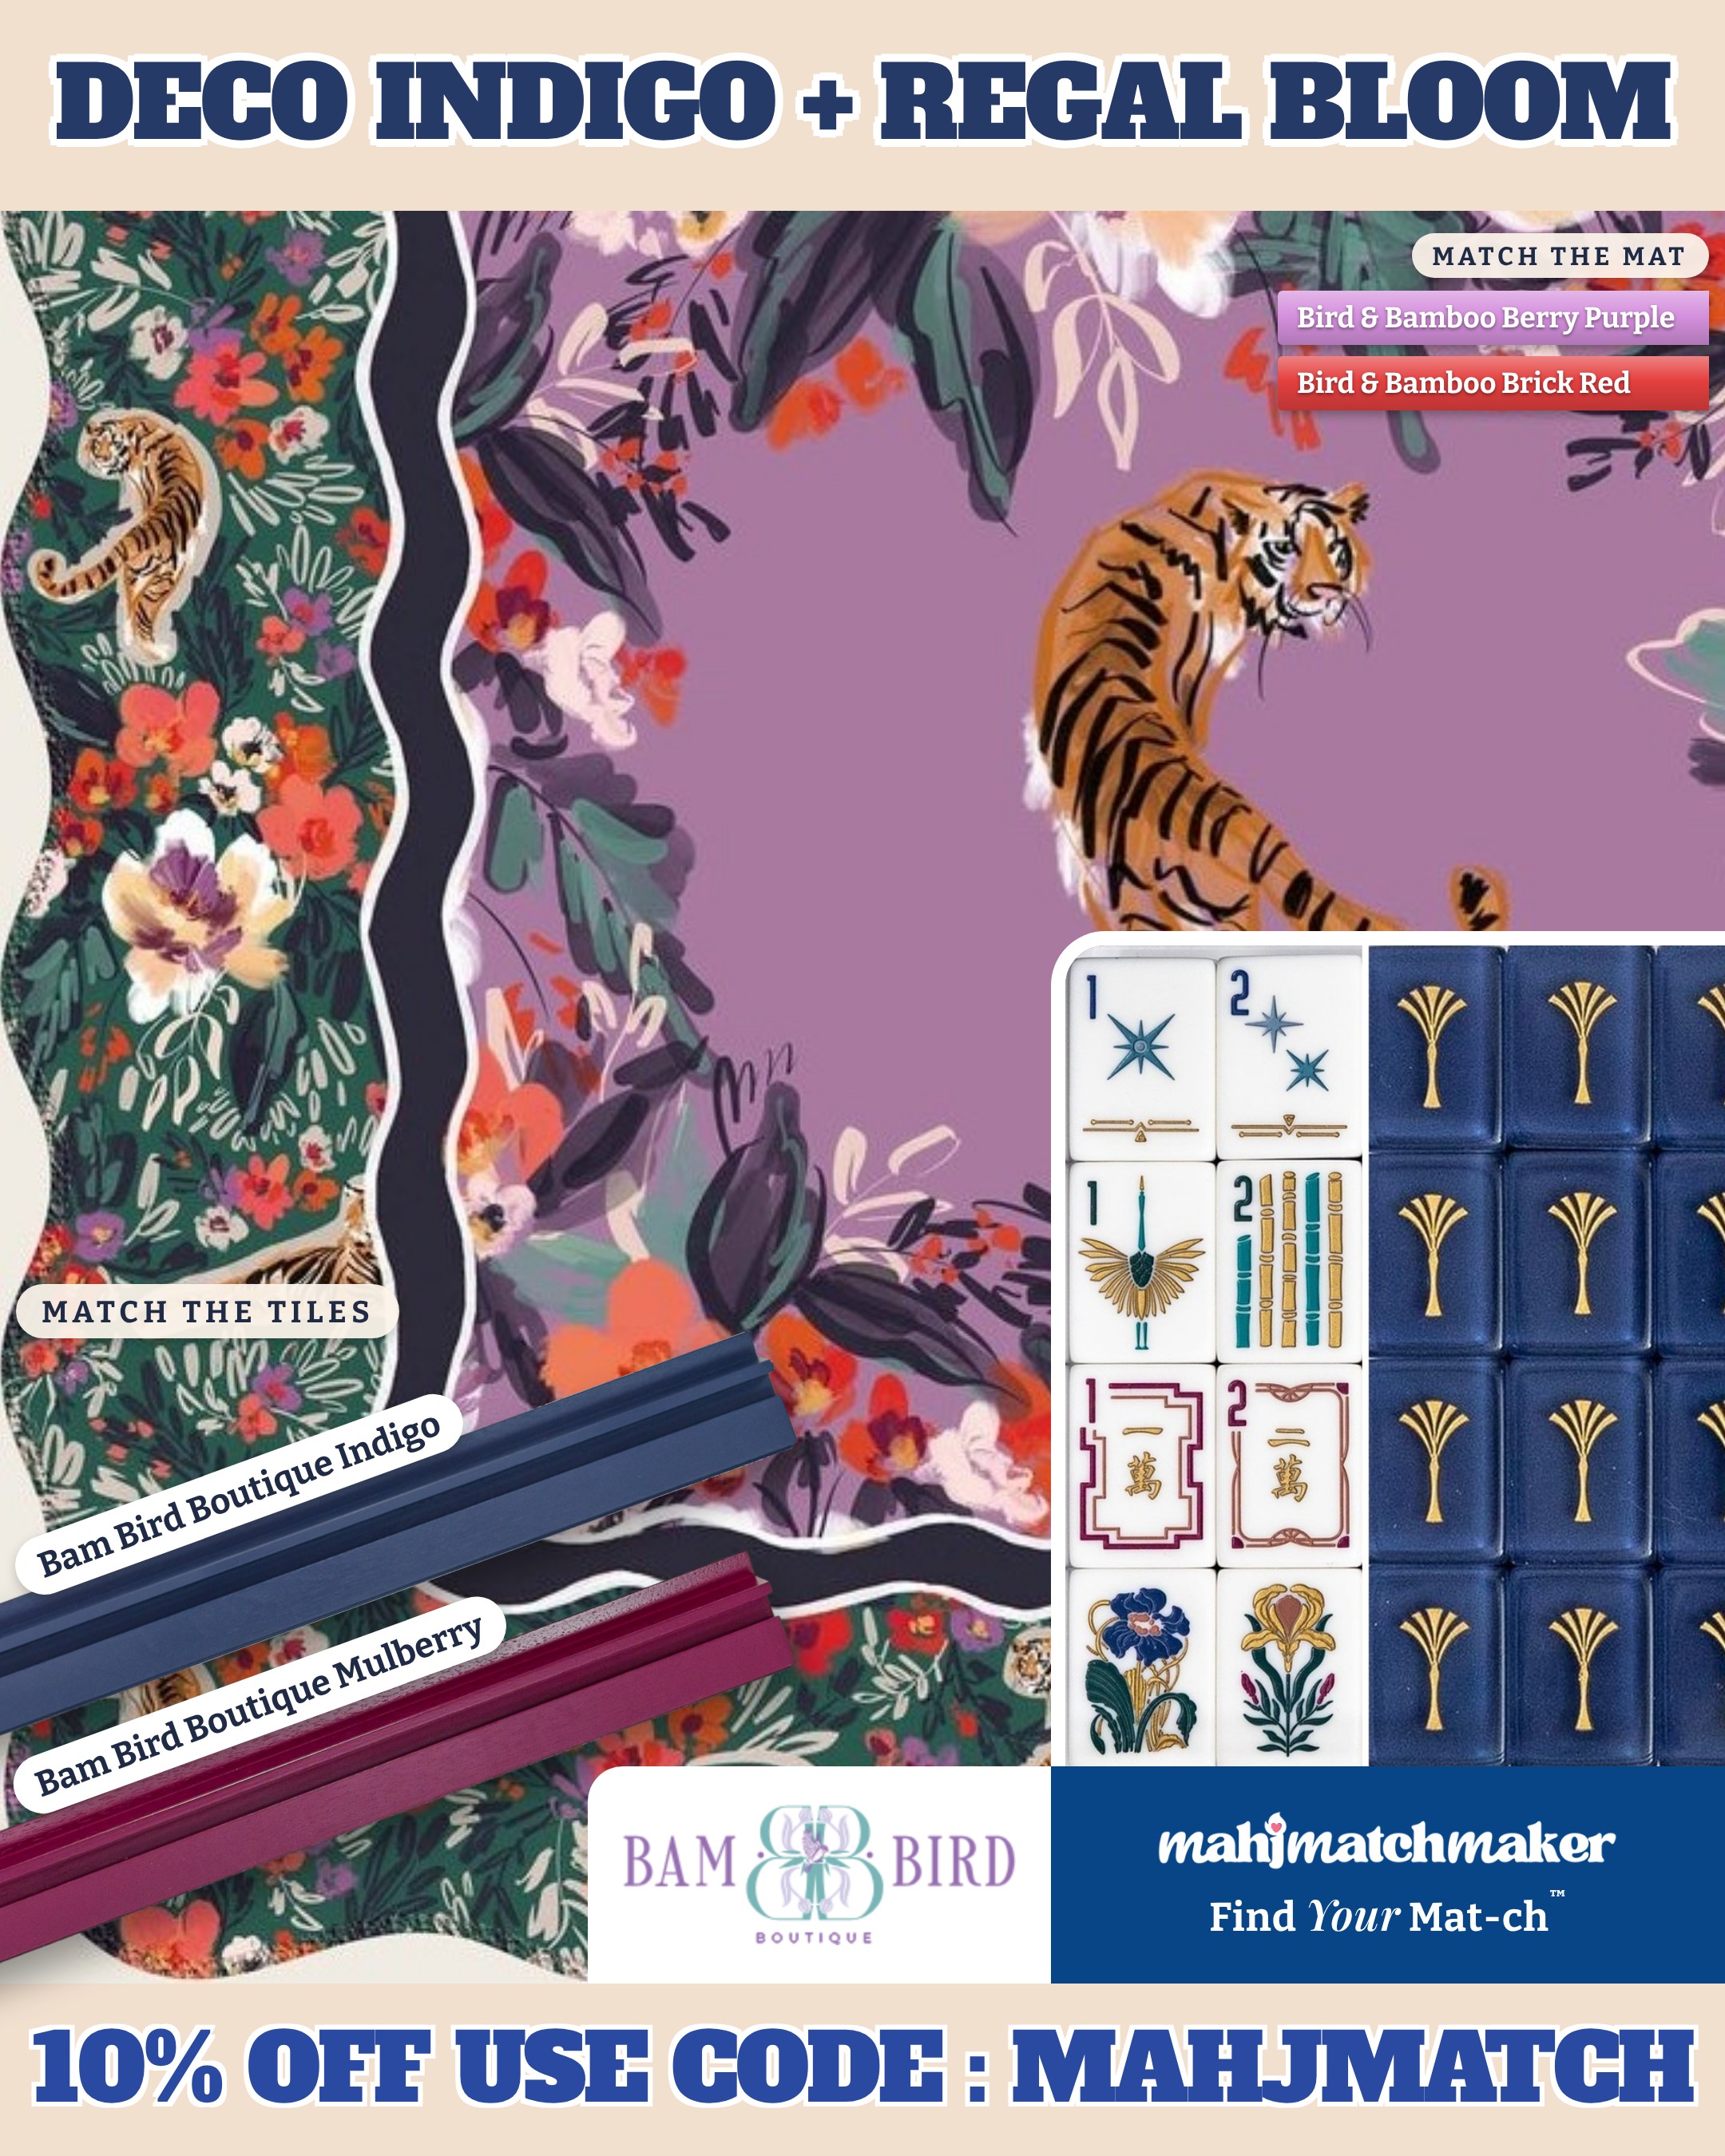 DECO INDIGO + REGAL BLOOM
MATCH THE MAT
Bird & Bamboo Berry Purple
Bird & Bamboo Brick Red
1
2
1
2
1
一
萬
2
二
萬
MATCH THE TILES
Bam Bird Boutique Indigo
Bam Bird Boutique Mulberry
BAM BIRD
BOUTIQUE
mahjmatchmaker
Find Your Mat-ch™
10% OFF USE CODE : MAHJMATCH